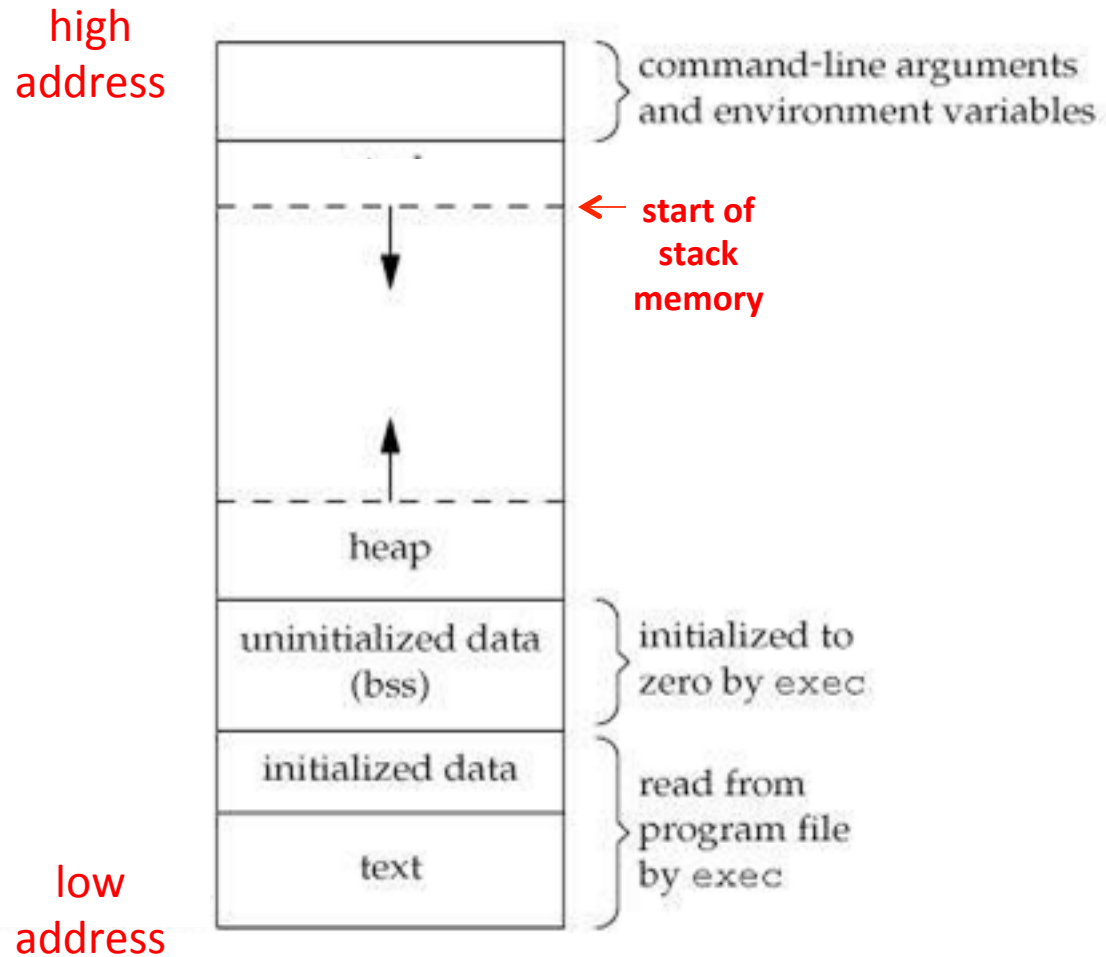 high
address
command-line arguments
and environment variables
start of
stack
memory
heap
uninitialized data
(bss)
initialized to
zero by exec
initialized data
read from
program file
by exec
text
low
address